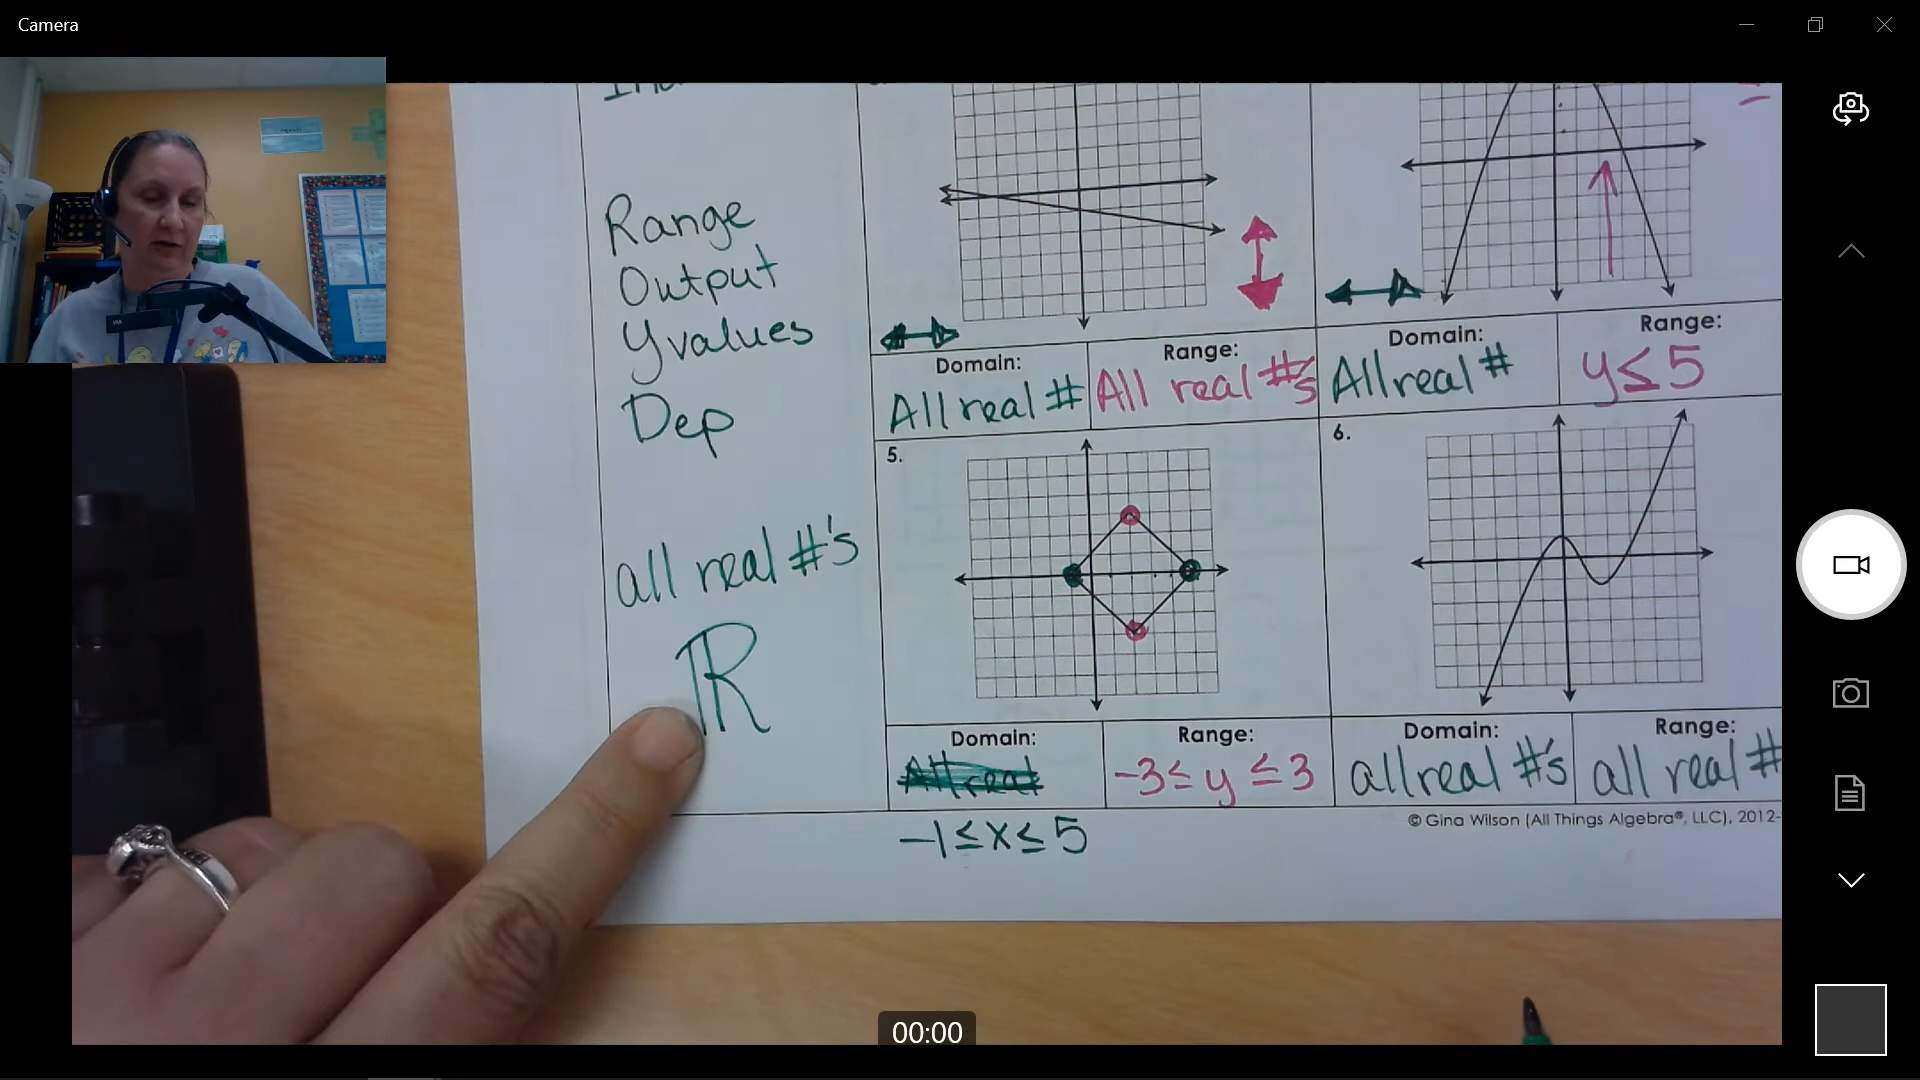 Camera
Range
Output
Y values
Dep
all real #'s
ℝ
Domain:
Range:
All real #
All real #'s
Domain:
Range:
All real #
y ≤ 5
5.
6.
Domain:
Range:
All real
-3 ≤ y ≤ 3
-1 ≤ x ≤ 5
Domain:
Range:
all real #'s
all real #
© Gina Wilson (All Things Algebra®, LLC), 2012-
00:00